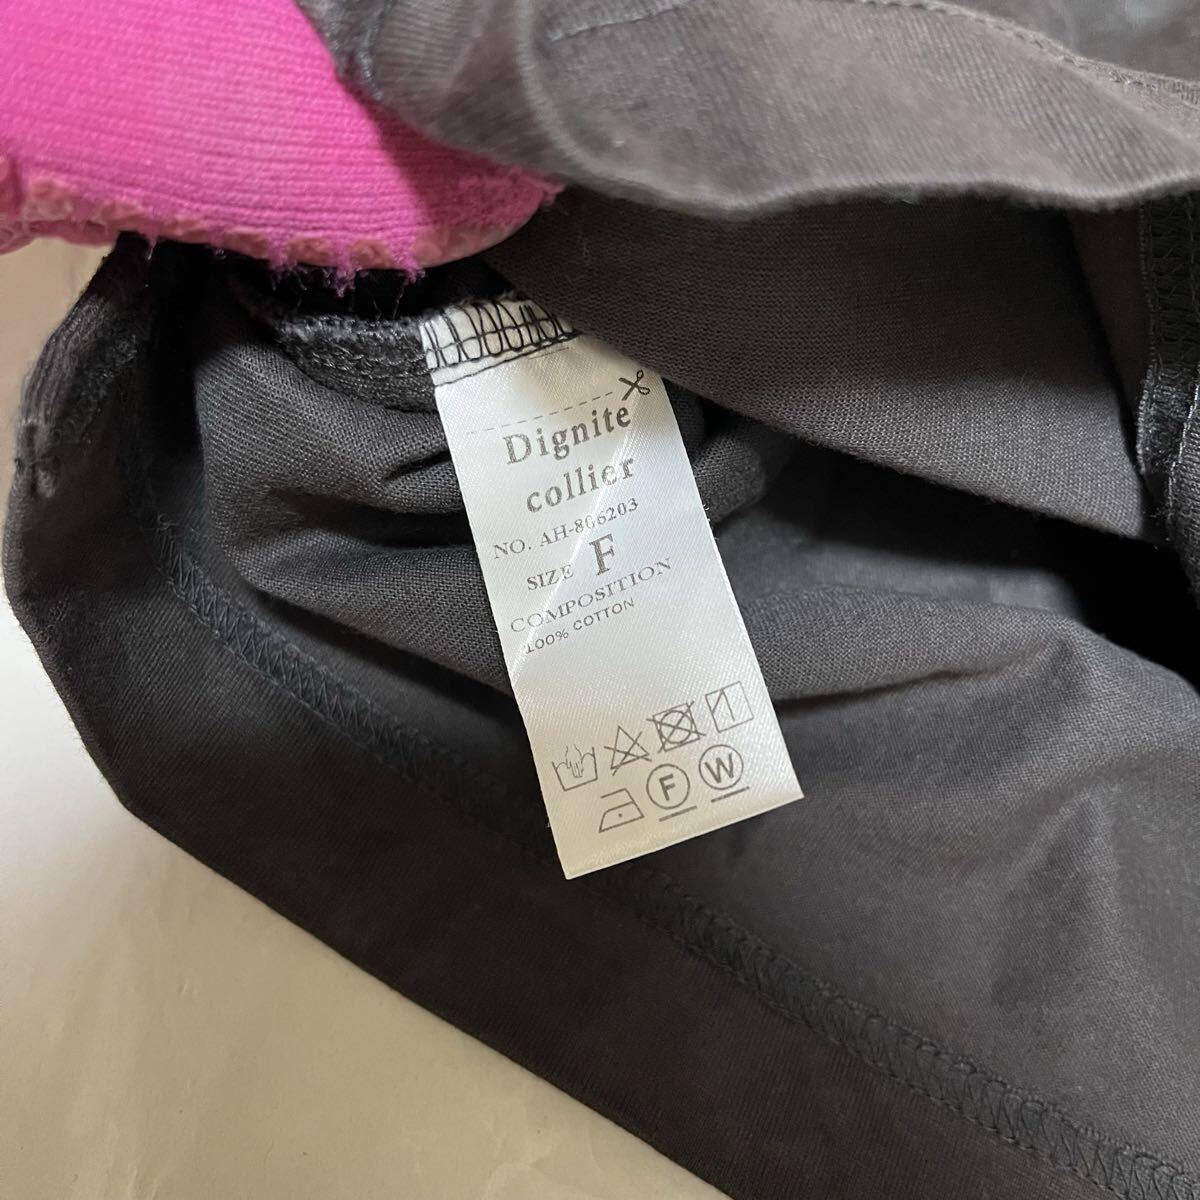 Dignite
collier
NO. AH-806203
SIZE F
COMPOSITION
100% COTTON
F W